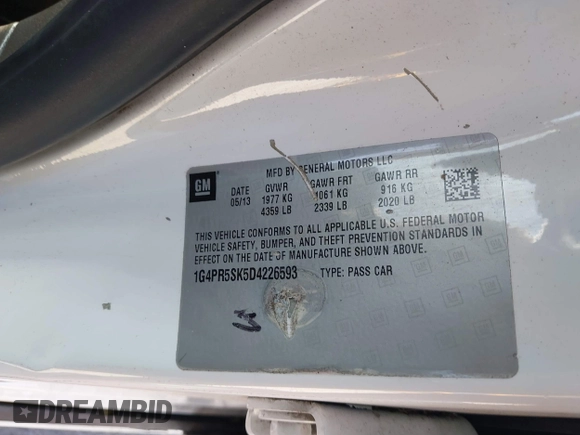 GM
MFD BY GENERAL MOTORS LLC
DATE GVWR GAWR FRT GAWR RR
05/13 1977 KG 1061 KG 916 KG
4359 LB 2339 LB 2020 LB
THIS VEHICLE CONFORMS TO ALL APPLICABLE U.S. FEDERAL MOTOR
VEHICLE SAFETY, BUMPER, AND THEFT PREVENTION STANDARDS IN
EFFECT ON THE DATE OF MANUFACTURE SHOWN ABOVE.
1G4PR5SK5D4226593 TYPE: PASS CAR
DREAMBID